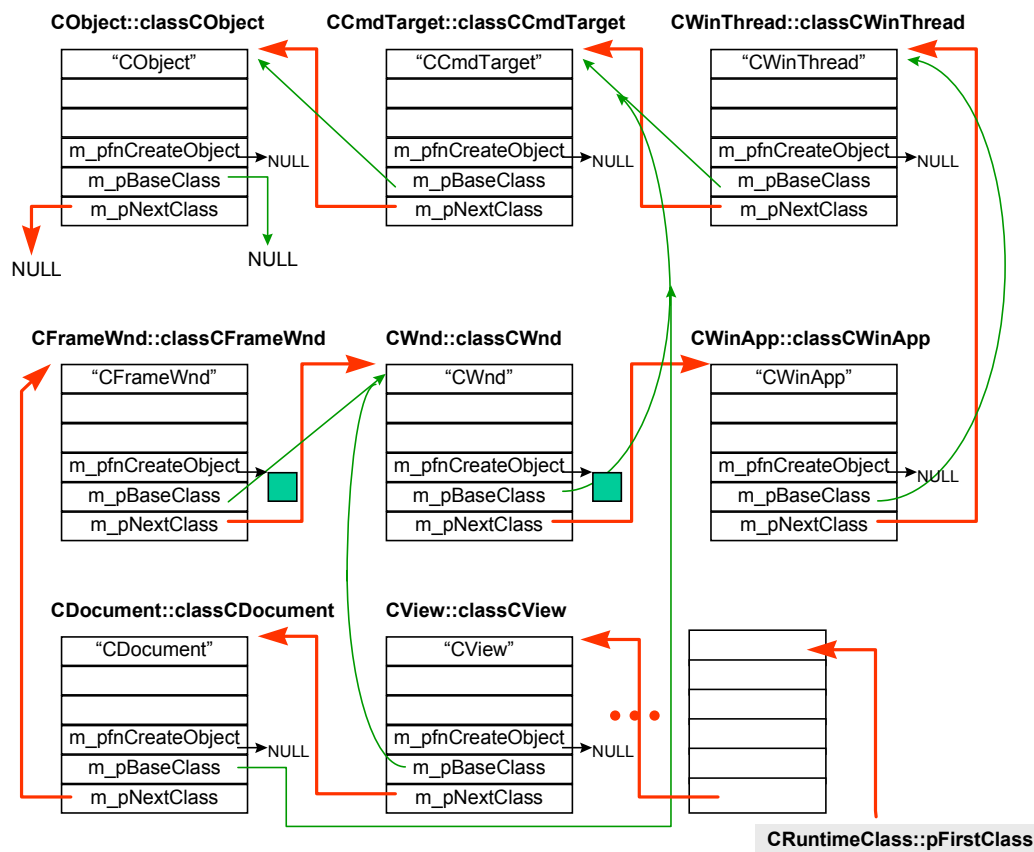 CObject::classCObject
“CObject”
m_pfnCreateObject
NULL
m_pBaseClass
m_pNextClass
NULL
NULL
CCmdTarget::classCCmdTarget
“CCmdTarget”
m_pfnCreateObject
NULL
m_pBaseClass
m_pNextClass
CWinThread::classCWinThread
“CWinThread”
m_pfnCreateObject
NULL
m_pBaseClass
m_pNextClass
CFrameWnd::classCFrameWnd
“CFrameWnd”
m_pfnCreateObject
m_pBaseClass
m_pNextClass
CWnd::classCWnd
“CWnd”
m_pfnCreateObject
m_pBaseClass
m_pNextClass
CWinApp::classCWinApp
“CWinApp”
m_pfnCreateObject
NULL
m_pBaseClass
m_pNextClass
CDocument::classCDocument
“CDocument”
m_pfnCreateObject
NULL
m_pBaseClass
m_pNextClass
CView::classCView
“CView”
m_pfnCreateObject
NULL
m_pBaseClass
m_pNextClass
CRuntimeClass::pFirstClass